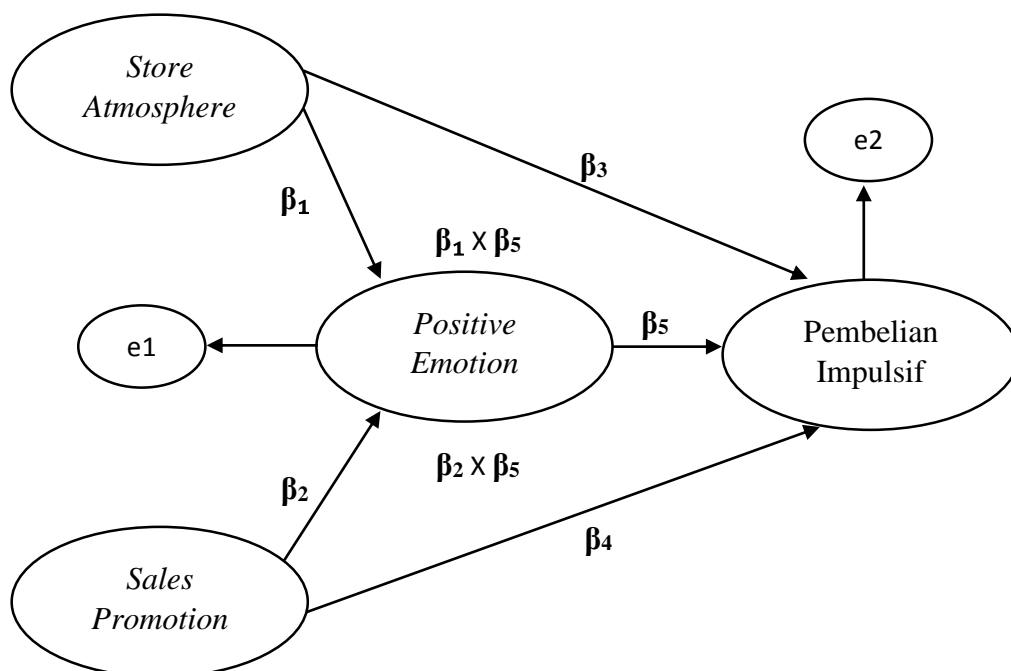 Store
Atmosphere
e2
β3
β1
β1 X β5
Positive
Emotion
β5
Pembelian
Impulsif
e1
β2 X β5
β2
β4
Sales
Promotion